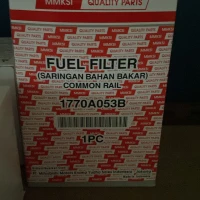 MMKSI QUALITY PARTS
FUEL FILTER
(SARINGAN BAHAN BAKAR)
COMMON RAIL
1770A053B
1PC